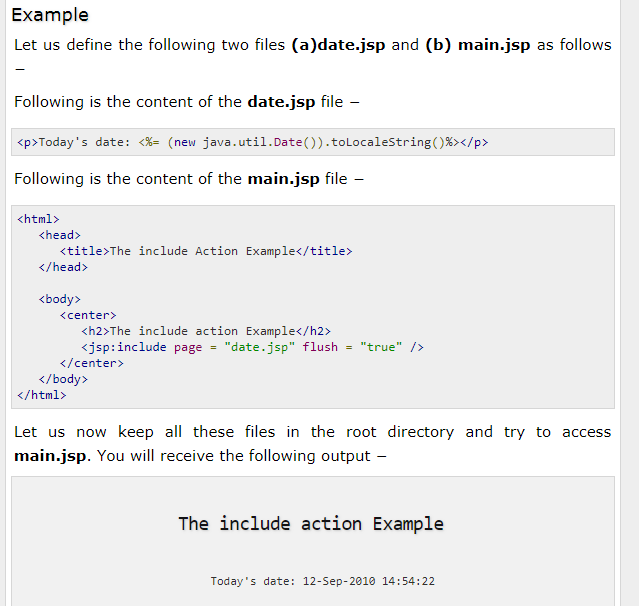 Example
Let us define the following two files (a)date.jsp and (b) main.jsp as follows
–
Following is the content of the date.jsp file –
<p>Today's date: <%= (new java.util.Date()).toLocaleString()%></p>
Following is the content of the main.jsp file –
<html>
<head>
<title>The include Action Example</title>
</head>
<body>
<center>
<h2>The include action Example</h2>
<jsp:include page = "date.jsp" flush = "true" />
</center>
</body>
</html>
Let us now keep all these files in the root directory and try to access
main.jsp. You will receive the following output –
The include action Example
Today's date: 12-Sep-2010 14:54:22